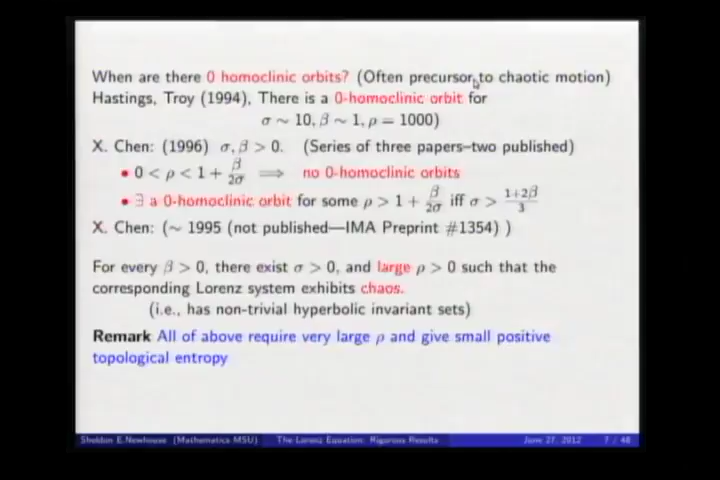 When are there 0 homoclinic orbits? (Often precursor to chaotic motion)
Hastings, Troy (1994), There is a 0-homoclinic orbit for
σ ∼ 10, β ∼ 1, ρ = 1000)
X. Chen: (1996) σ, β > 0. (Series of three papers–two published)
• 0 < ρ < 1 + β/2σ ⟹ no 0-homoclinic orbits
• ∃ a 0-homoclinic orbit for some ρ > 1 + β/2σ iff σ > (1+2β)/3
X. Chen: (∼ 1995 (not published—IMA Preprint #1354) )
For every β > 0, there exist σ > 0, and large ρ > 0 such that the
corresponding Lorenz system exhibits chaos.
(i.e., has non-trivial hyperbolic invariant sets)
Remark All of above require very large ρ and give small positive
topological entropy
Sheldon E.Newhouse (Mathematics MSU) The Lorenz Equation: Rigorous Results June 27, 2012 7 / 48